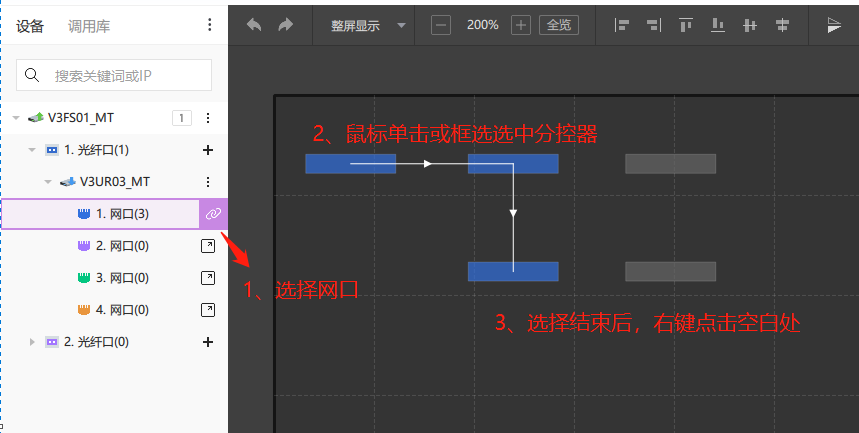 设备 调用库
整屏显示 200% 全览
搜索关键词或IP
V3FS01_MT 1
1. 光纤口(1)
V3UR03_MT
1. 网口(3)
2. 网口(0)
3. 网口(0)
4. 网口(0)
2. 光纤口(0)
2、鼠标单击或框选选中分控器
1、选择网口
3、选择结束后，右键点击空白处